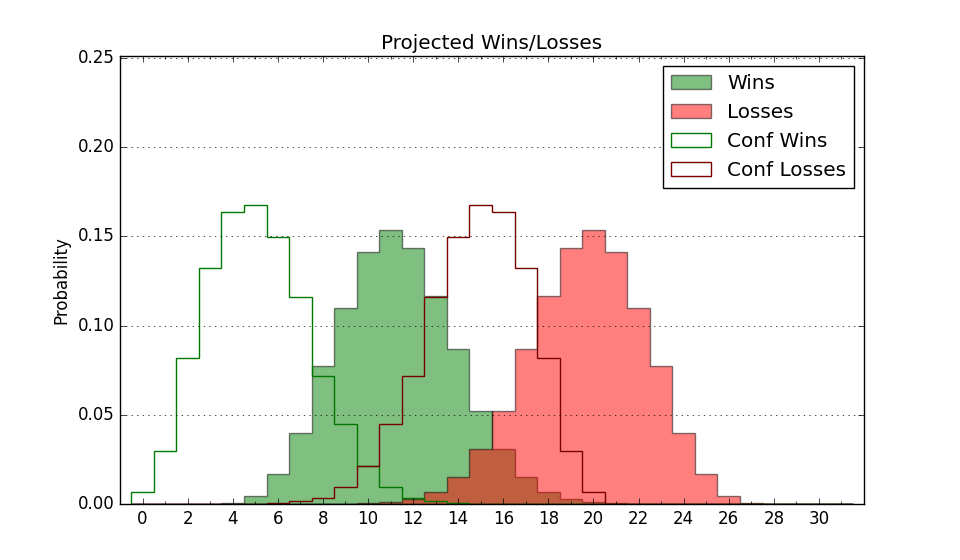 Projected Wins/Losses
0.25
0.20
0.15
0.10
0.05
0.00
Probability
Wins
Losses
Conf Wins
Conf Losses
0 2 4 6 8 10 12 14 16 18 20 22 24 26 28 30